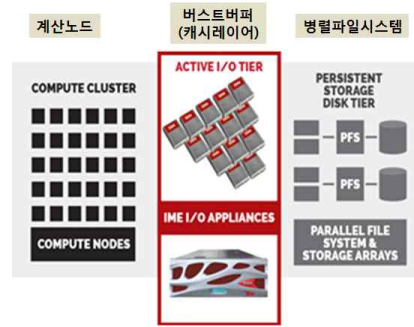 계산노드
버스트버퍼
(캐시레이어)
병렬파일시스템
COMPUTE CLUSTER
COMPUTE NODES
ACTIVE I/O TIER
IME I/O APPLIANCES
PERSISTENT
STORAGE
DISK TIER
PFS
PFS
PARALLEL FILE
SYSTEM &
STORAGE ARRAYS